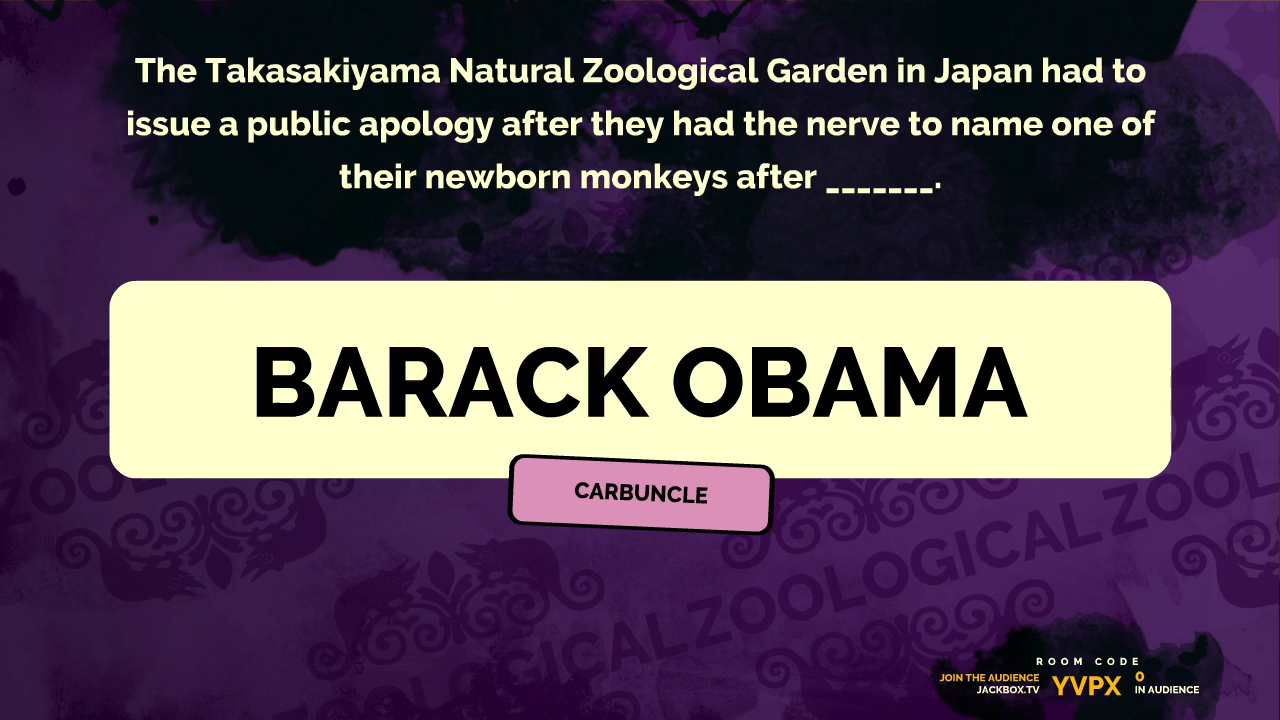 The Takasakiyama Natural Zoological Garden in Japan had to
issue a public apology after they had the nerve to name one of
their newborn monkeys after _______.
BARACK OBAMA
CARBUNCLE
ZOOLOGICAL ZOOL
ROOM CODE
JOIN THE AUDIENCE
JACKBOX.TV
YVPX
0
IN AUDIENCE